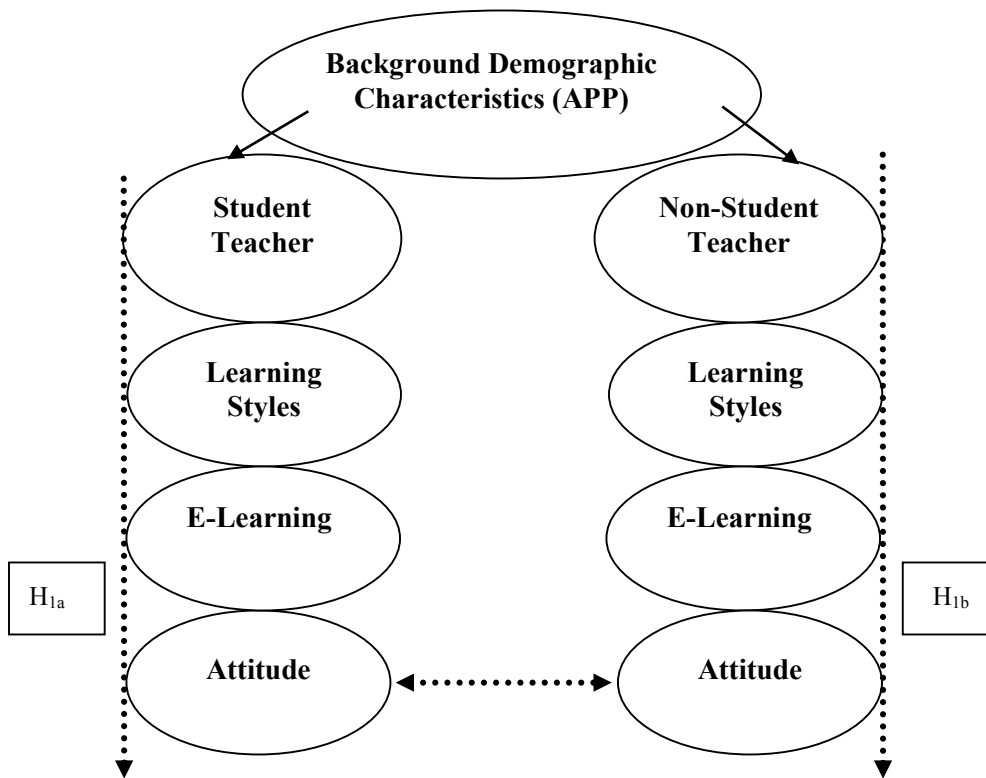 Background Demographic
Characteristics (APP)
Student
Teacher
Non-Student
Teacher
Learning
Styles
Learning
Styles
E-Learning
E-Learning
H1a
H1b
Attitude
Attitude